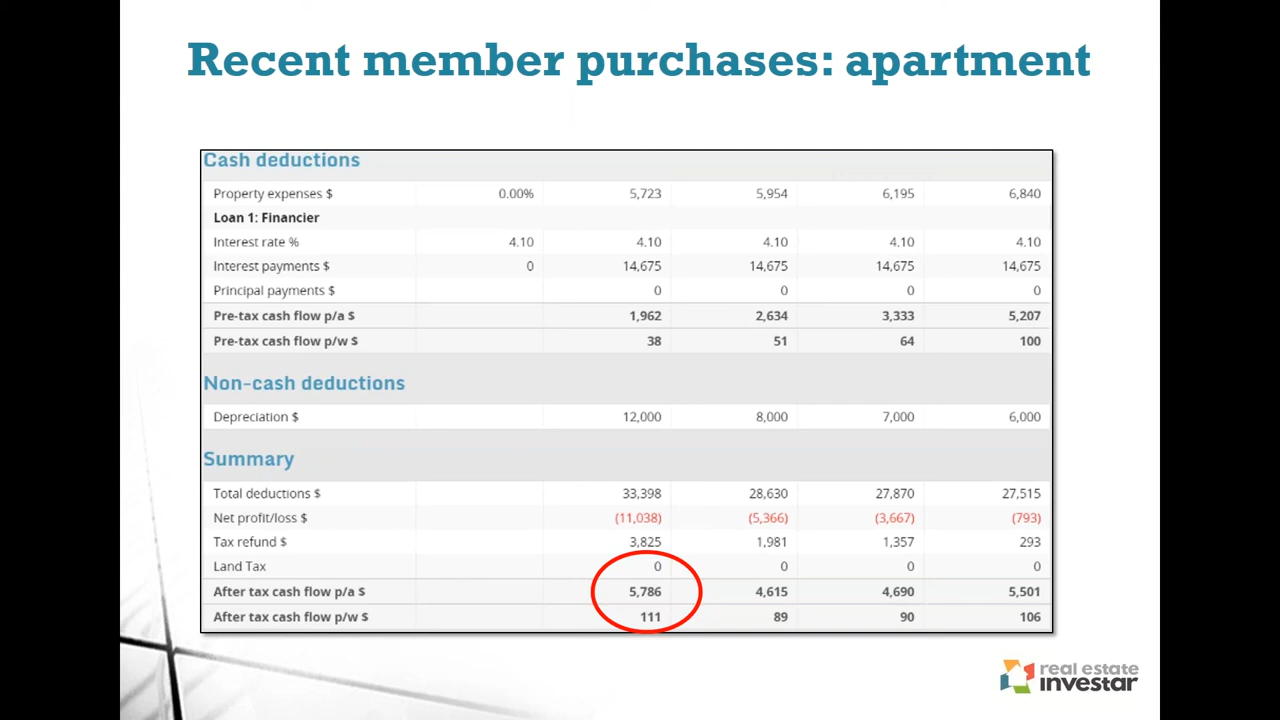 Recent member purchases: apartment
Cash deductions
Property expenses $ 0.00% 5,723 5,954 6,195 6,840
Loan 1: Financier
Interest rate % 4.10 4.10 4.10 4.10 4.10
Interest payments $ 0 14,675 14,675 14,675 14,675
Principal payments $ 0 0 0 0
Pre-tax cash flow p/a $ 1,962 2,634 3,333 5,207
Pre-tax cash flow p/w $ 38 51 64 100
Non-cash deductions
Depreciation $ 12,000 8,000 7,000 6,000
Summary
Total deductions $ 33,398 28,630 27,870 27,515
Net profit/loss $ (11,038) (5,366) (3,667) (793)
Tax refund $ 3,825 1,981 1,357 293
Land Tax 0 0 0 0
After tax cash flow p/a $ 5,786 4,615 4,690 5,501
After tax cash flow p/w $ 111 89 90 106
real estate
investar